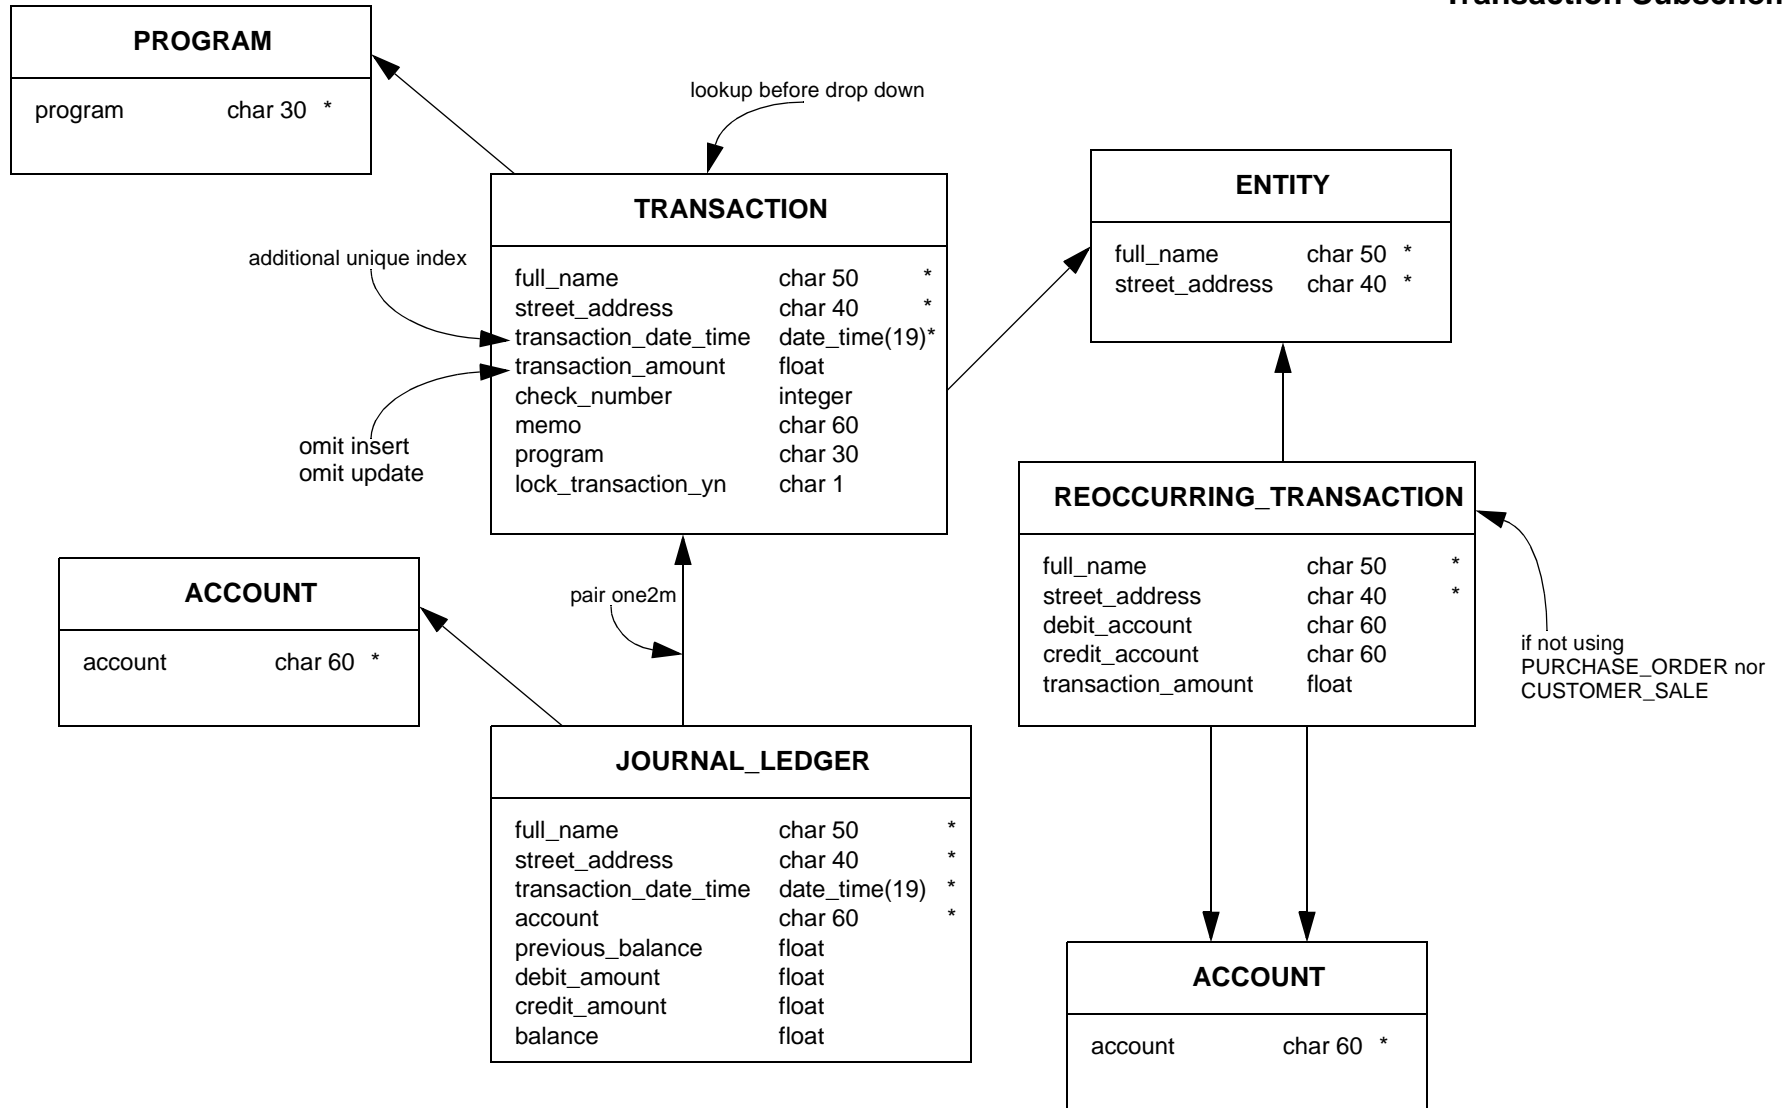 Transaction
PROGRAM
program char 30 *
lookup before drop down
TRANSACTION
full_name char 50 *
street_address char 40 *
transaction_date_time date_time(19)*
transaction_amount float
check_number integer
memo char 60
program char 30
lock_transaction_yn char 1
additional unique index
omit insert
omit update
ENTITY
full_name char 50 *
street_address char 40 *
REOCCURRING_TRANSACTION
full_name char 50 *
street_address char 40 *
debit_account char 60
credit_account char 60
transaction_amount float
if not using
PURCHASE_ORDER nor
CUSTOMER_SALE
ACCOUNT
account char 60 *
pair one2m
JOURNAL_LEDGER
full_name char 50 *
street_address char 40 *
transaction_date_time date_time(19) *
account char 60 *
previous_balance float
debit_amount float
credit_amount float
balance float
ACCOUNT
account char 60 *